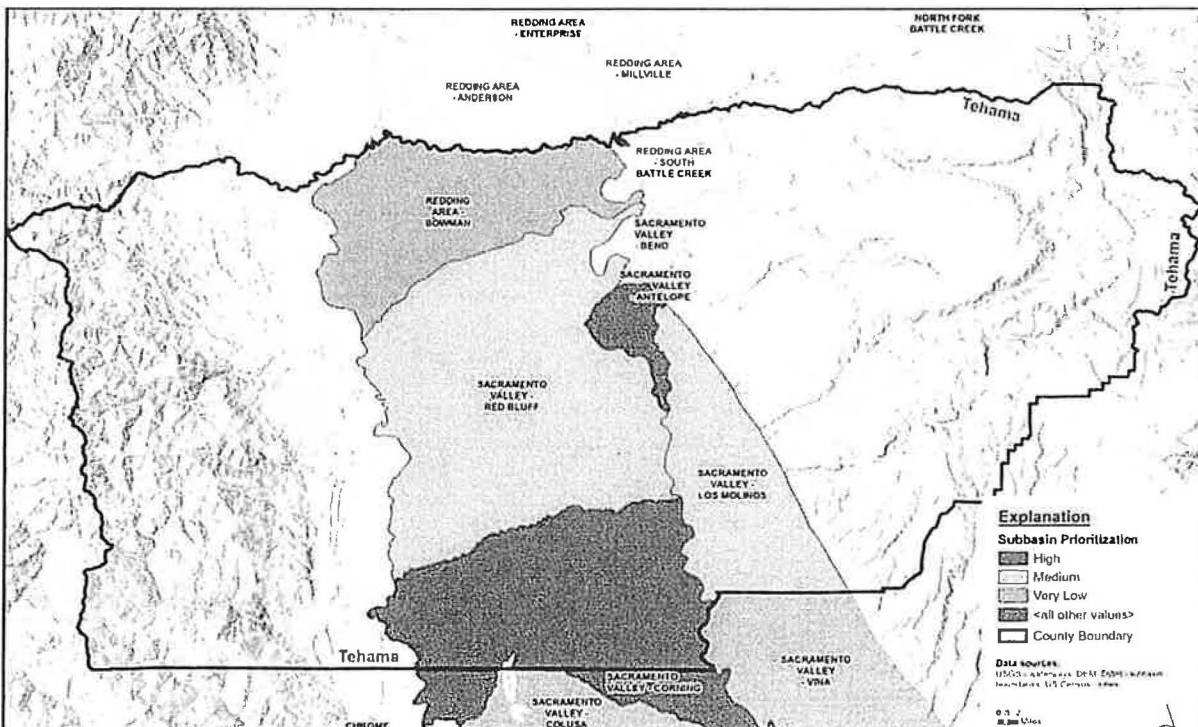 REDDING AREA
- ENTERPRISE
NORTH FORK
BATTLE CREEK
REDDING AREA
- MILLVILLE
REDDING AREA
- ANDERSON
Tehama
REDDING AREA
- SOUTH
BATTLE CREEK
REDDING
AREA -
BOWMAN
SACRAMENTO
VALLEY
- BEND
Tehama
SACRAMENTO
VALLEY
ANTELOPE
SACRAMENTO
VALLEY -
RED BLUFF
SACRAMENTO
VALLEY -
LOS MOLINOS
Explanation
Subbasin Prioritization
High
Medium
Very Low
<all other values>
County Boundary
Tehama
SACRAMENTO
VALLEY - CORNING
SACRAMENTO
VALLEY
- VINA
SACRAMENTO
VALLEY -
COLUSA
CHROME
Data sources:
Miles